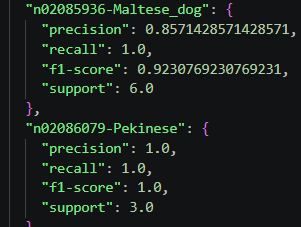 "n02085936-Maltese_dog": {
"precision": 0.8571428571428571,
"recall": 1.0,
"f1-score": 0.9230769230769231,
"support": 6.0
},
"n02086079-Pekinese": {
"precision": 1.0,
"recall": 1.0,
"f1-score": 1.0,
"support": 3.0
}